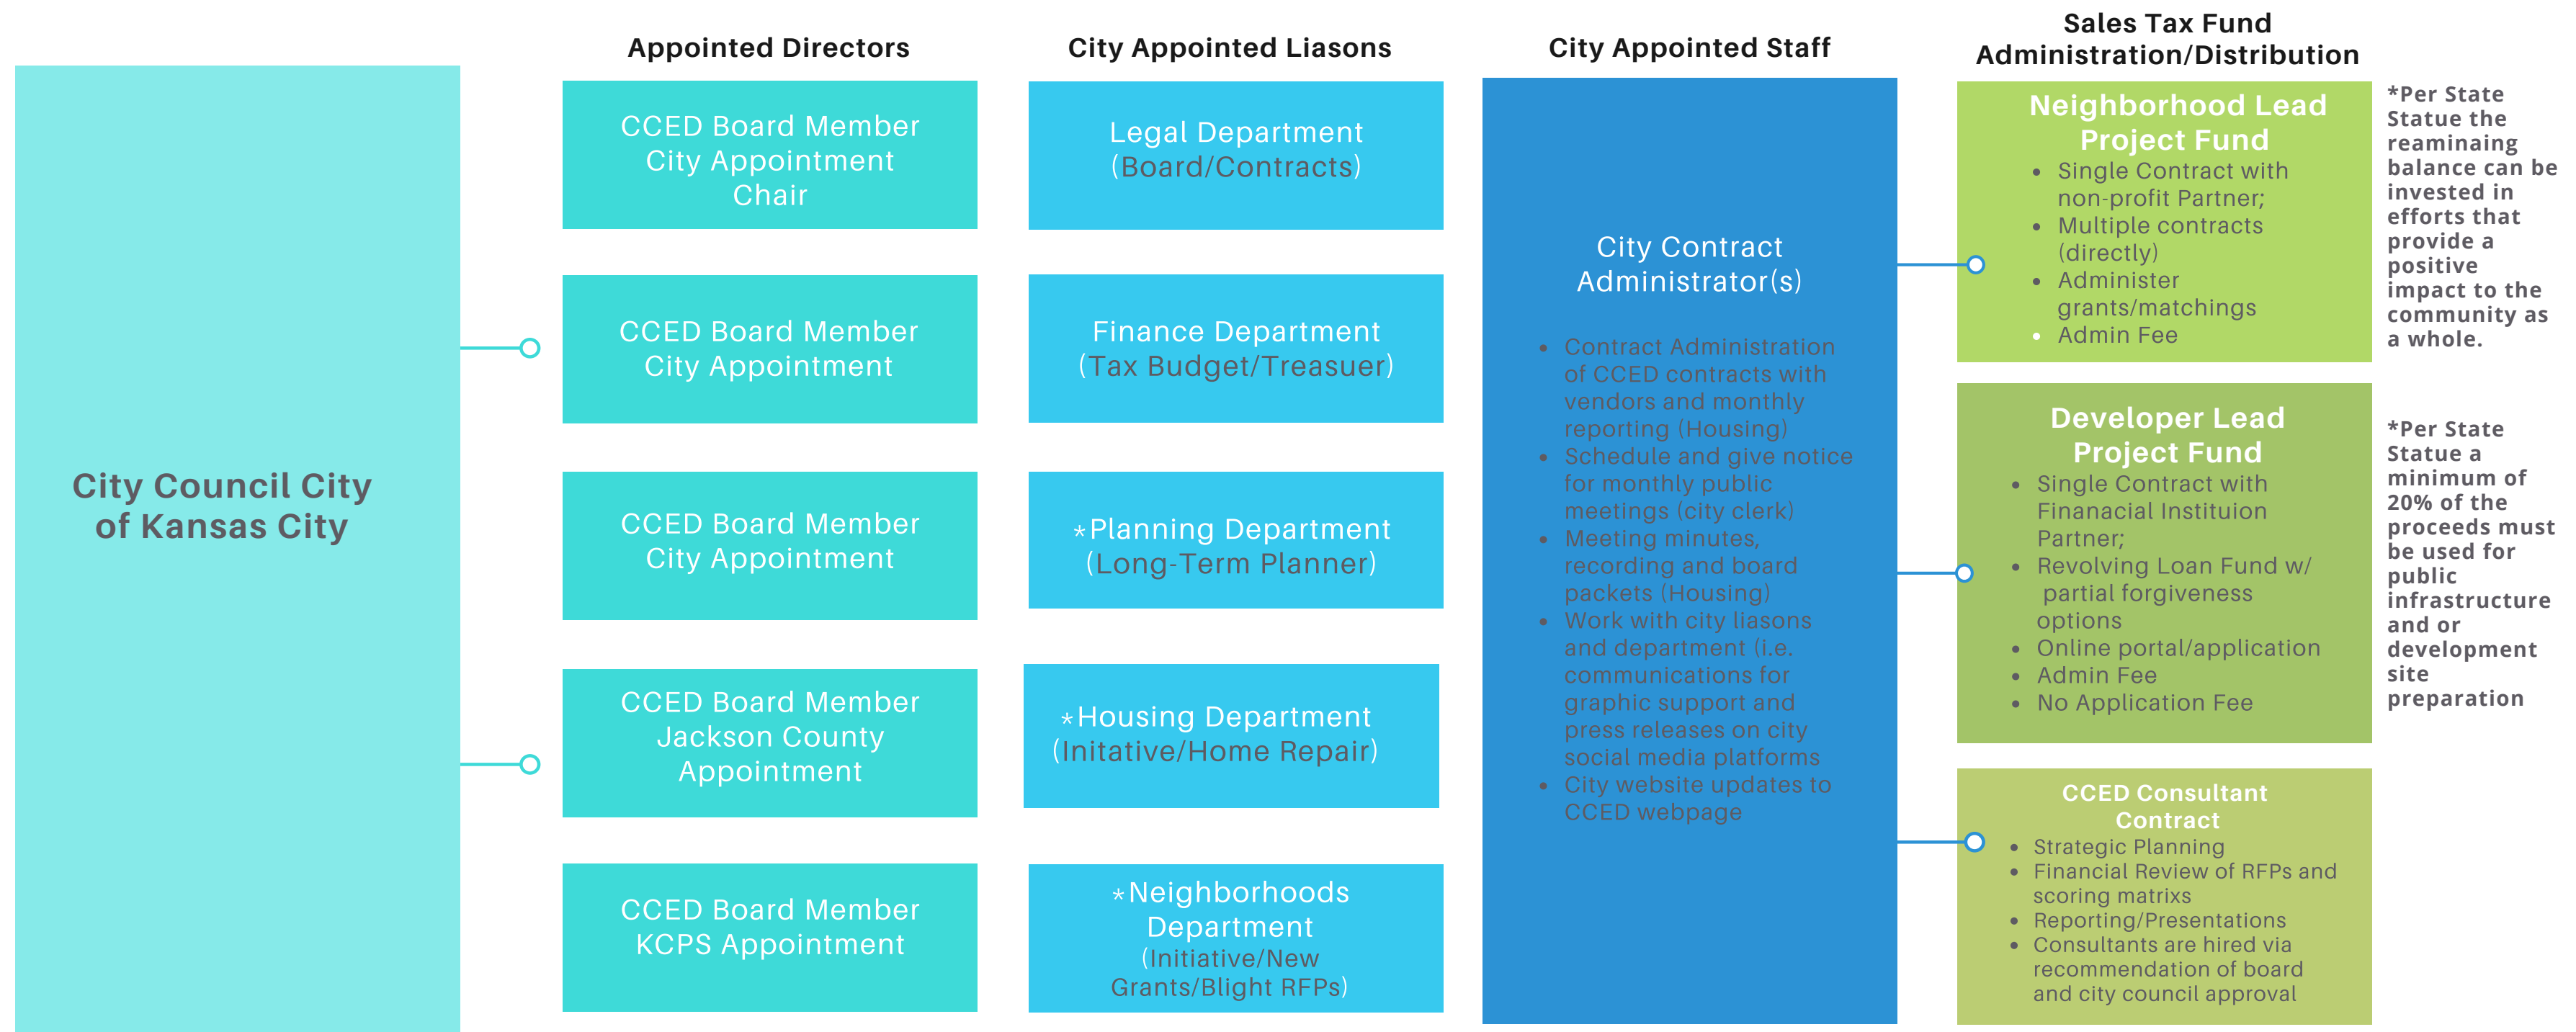 City Council City
of Kansas City
Appointed Directors
CCED Board Member
City Appointment
Chair
CCED Board Member
City Appointment
CCED Board Member
City Appointment
CCED Board Member
Jackson County
Appointment
CCED Board Member
KCPS Appointment
City Appointed Liasons
Legal Department
(Board/Contracts)
Finance Department
(Tax Budget/Treasuer)
*Planning Department
(Long-Term Planner)
*Housing Department
(Initative/Home Repair)
*Neighborhoods
Department
(Initiative/New
Grants/Blight RFPs)
City Appointed Staff
City Contract
Administrator(s)
• Contract Administration
of CCED contracts with
vendors and monthly
reporting (Housing)
• Schedule and give notice
for monthly public
meetings (city clerk)
• Meeting minutes,
recording and board
packets (Housing)
• Work with city liasons
and department (i.e.
communications for
graphic support and
press releases on city
social media platforms
• City website updates to
CCED webpage
Sales Tax Fund
Administration/Distribution
Neighborhood Lead
Project Fund
• Single Contract with
non-profit Partner;
• Multiple contracts
(directly)
• Administer
grants/matchings
• Admin Fee
*Per State
Statue the
reaminaing
balance can be
invested in
efforts that
provide a
positive
impact to the
community as
a whole.
Developer Lead
Project Fund
• Single Contract with
Finanacial Instituion
Partner;
• Revolving Loan Fund w/
partial forgiveness
options
• Online portal/application
• Admin Fee
• No Application Fee
*Per State
Statue a
minimum of
20% of the
proceeds must
be used for
public
infrastructure
and or
development
site
preparation
CCED Consultant
Contract
• Strategic Planning
• Financial Review of RFPs and
scoring matrixs
• Reporting/Presentations
• Consultants are hired via
recommendation of board
and city council approval